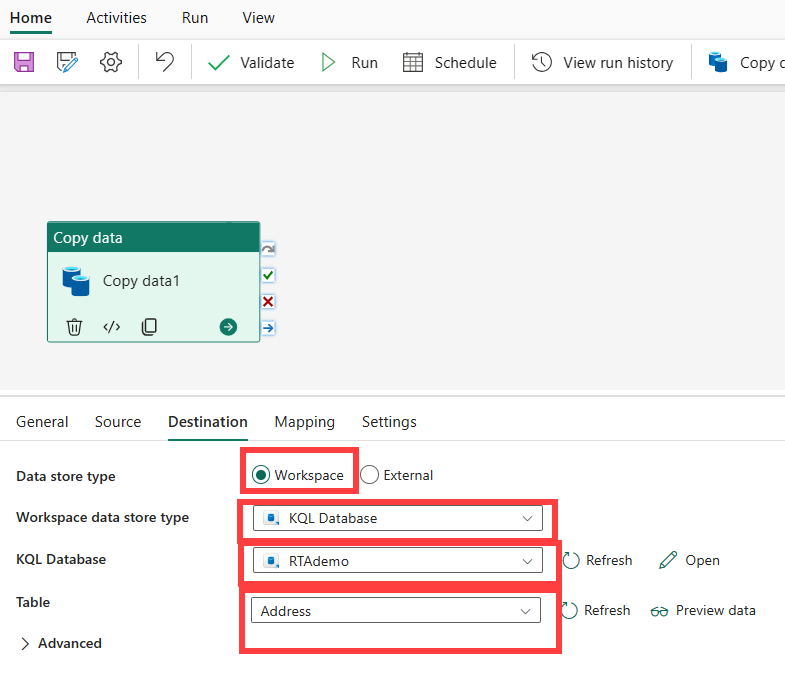 Home Activities Run View
Validate Run Schedule View run history Copy
Copy data
Copy data1
General Source Destination Mapping Settings
Data store type Workspace External
Workspace data store type KQL Database
KQL Database RTAdemo Refresh Open
Table Address Refresh Preview data
Advanced